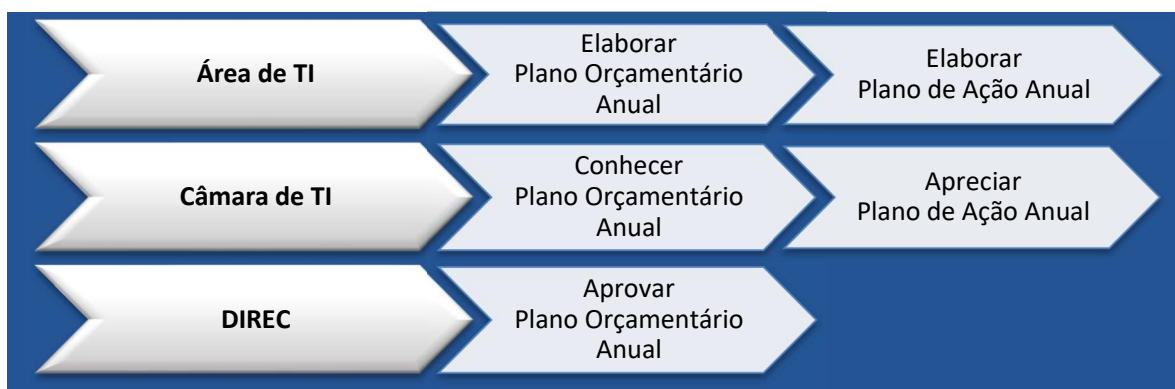 Área de TI
Elaborar
Plano Orçamentário
Anual
Elaborar
Plano de Ação Anual
Câmara de TI
Conhecer
Plano Orçamentário
Anual
Apreciar
Plano de Ação Anual
DIREC
Aprovar
Plano Orçamentário
Anual